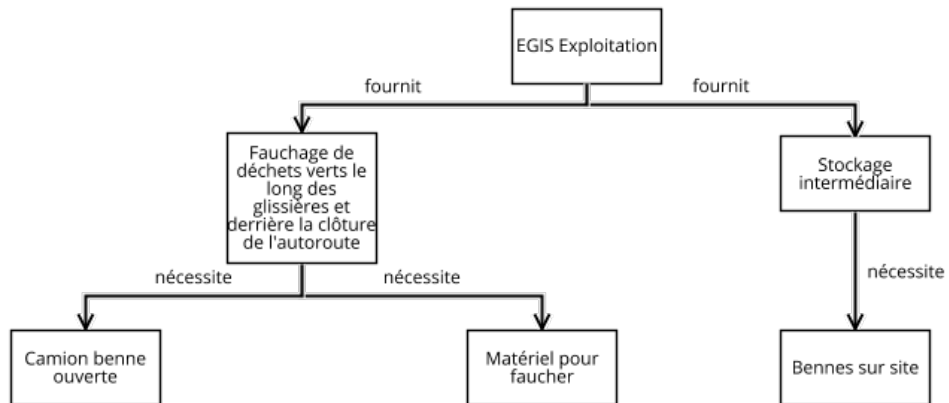 EGIS Exploitation
fournit
fournit
Fauchage de
déchets verts le
long des
glissières et
derrière la clôture
de l'autoroute
Stockage
intermédiaire
nécessite
nécessite
nécessite
Camion benne
ouverte
Matériel pour
faucher
Bennes sur site